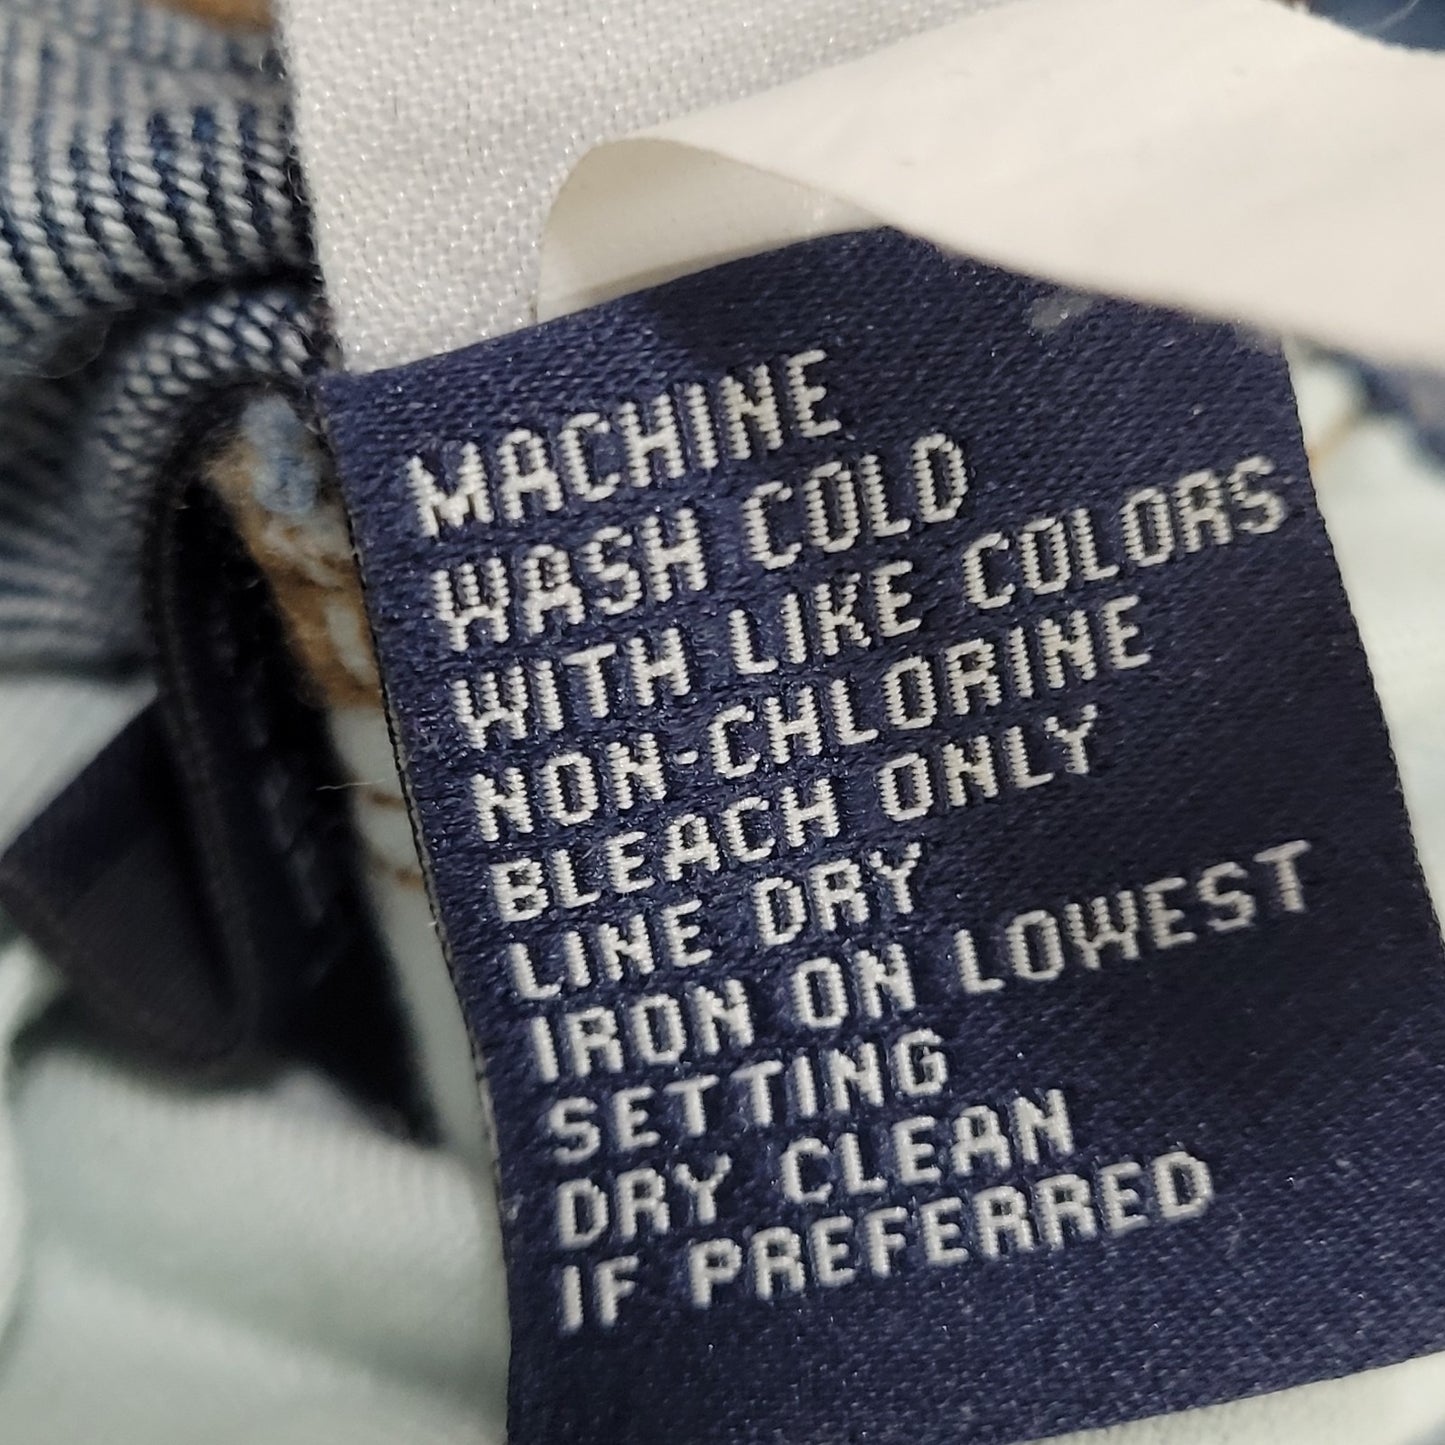 MACHINE
WASH COLD
WITH LIKE COLORS
NON-CHLORINE
BLEACH ONLY
LINE DRY
IRON ON LOWEST
SETTING
DRY CLEAN
IF PREFERRED